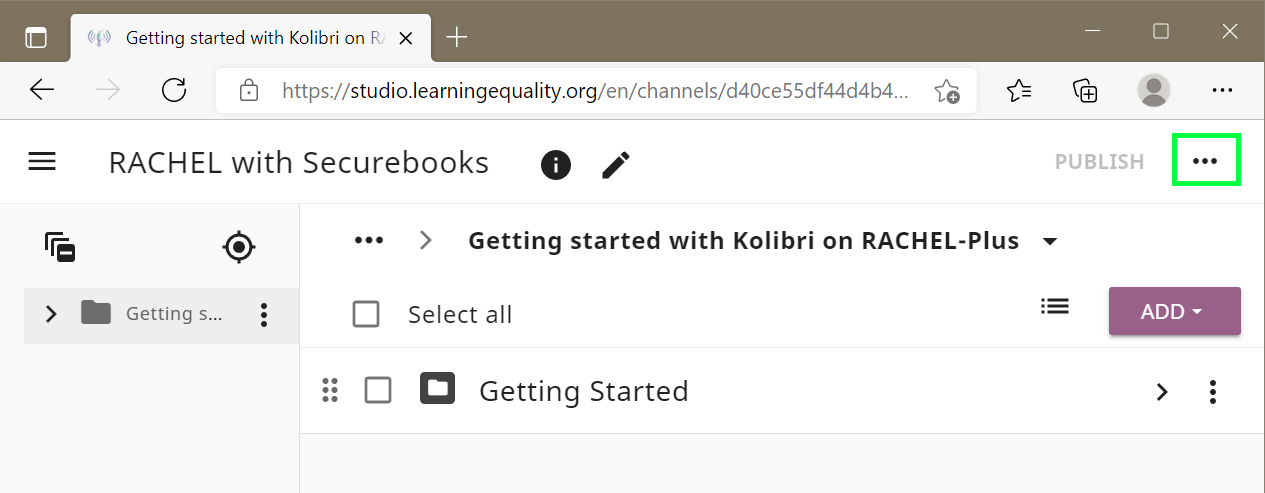 Getting started with Kolibri on RA
https://studio.learningequality.org/en/channels/d40ce55df44d4b4...
RACHEL with Securebooks
PUBLISH
Getting started with Kolibri on RACHEL-Plus
Getting s...
Select all
ADD
Getting Started